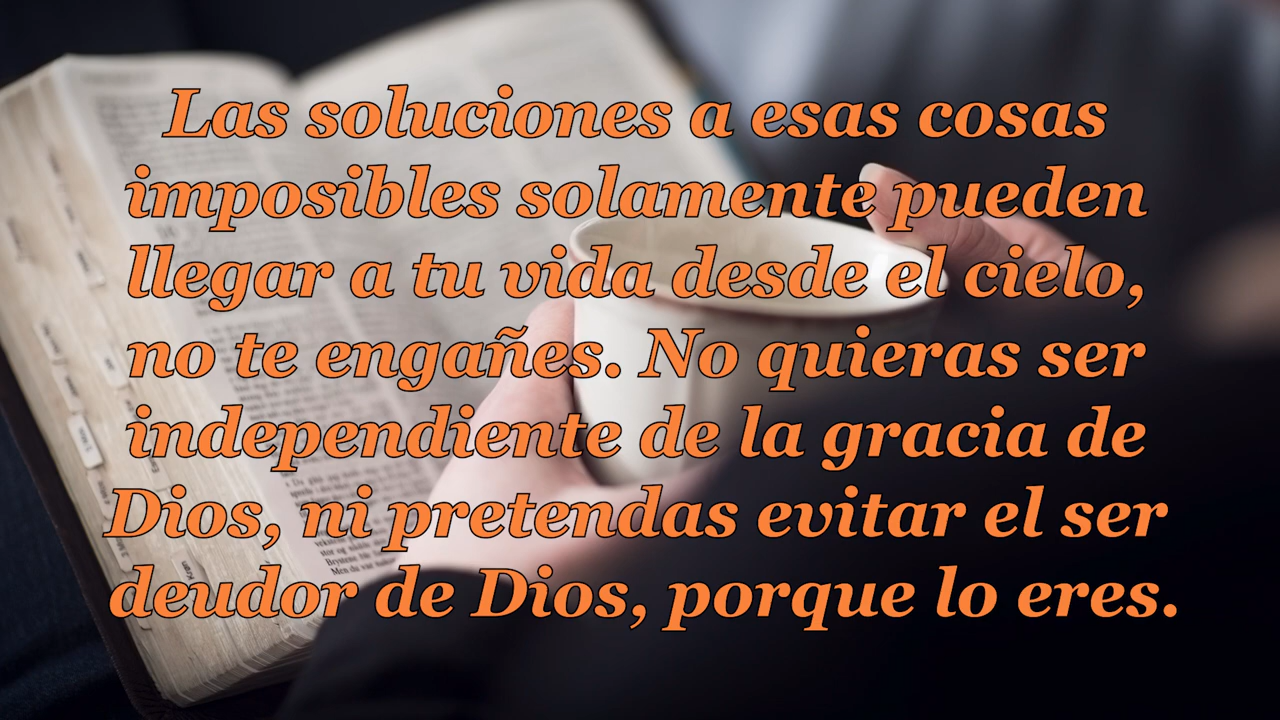 Las soluciones a esas cosas
imposibles solamente pueden
llegar a tu vida desde el cielo,
no te engañes. No quieras ser
independiente de la gracia de
Dios, ni pretendas evitar el ser
deudor de Dios, porque lo eres.